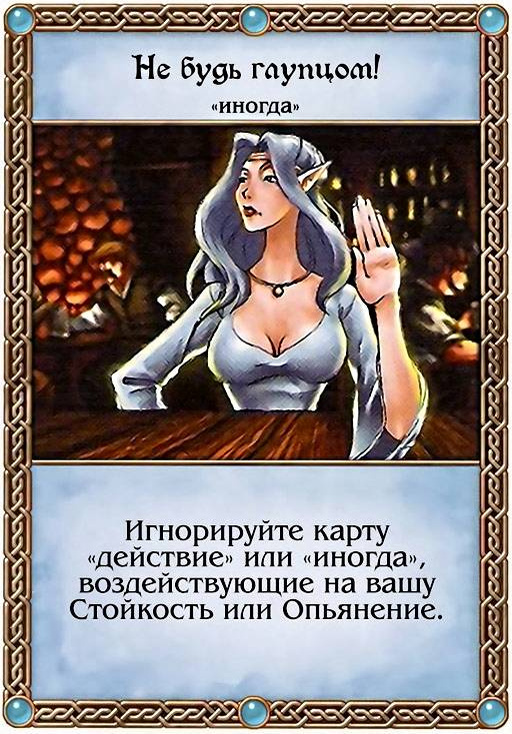 Не будь глупцом!
«иногда»
Игнорируйте карту
«действие» или «иногда»,
воздействующие на вашу
Стойкость или Опьянение.